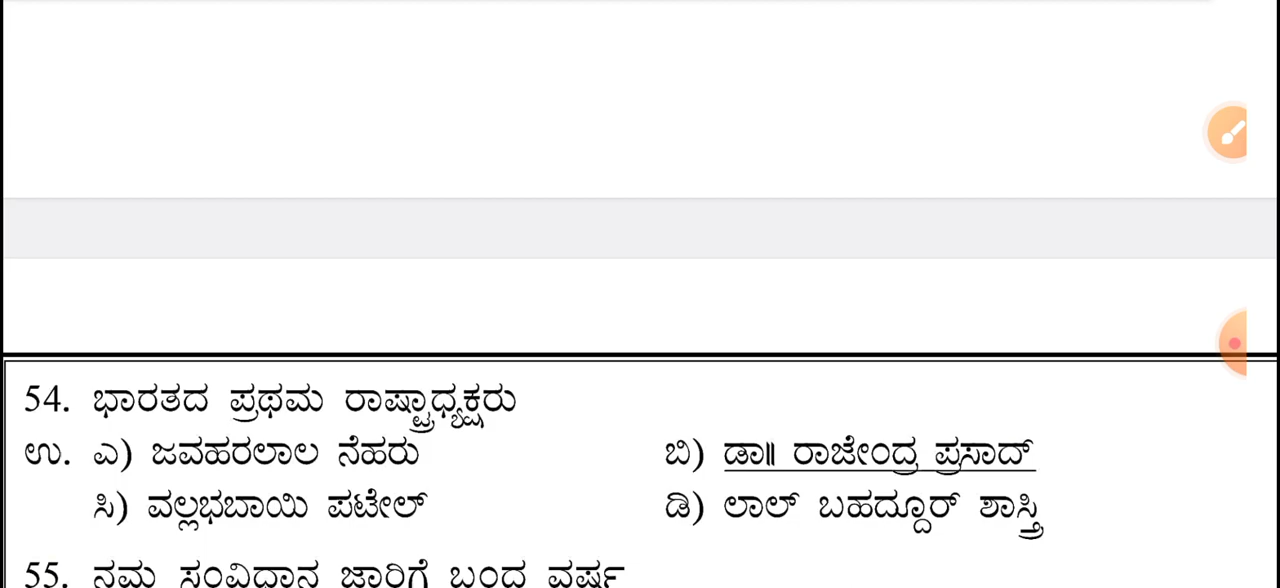 54. ಭಾರತದ ಪ್ರಥಮ ರಾಷ್ಟ್ರಾಧ್ಯಕ್ಷರು
ಉ. ಎ) ಜವಹರಲಾಲ ನೆಹರು ಬಿ) ಡಾ॥ ರಾಜೇಂದ್ರ ಪ್ರಸಾದ್
ಸಿ) ವಲ್ಲಭಬಾಯಿ ಪಟೇಲ್ ಡಿ) ಲಾಲ್ ಬಹದ್ದೂರ್ ಶಾಸ್ತ್ರಿ
55. ನಮ್ಮ ಸಂವಿಧಾನ ಜಾರಿಗೆ ಬಂದ ವರ್ಷ